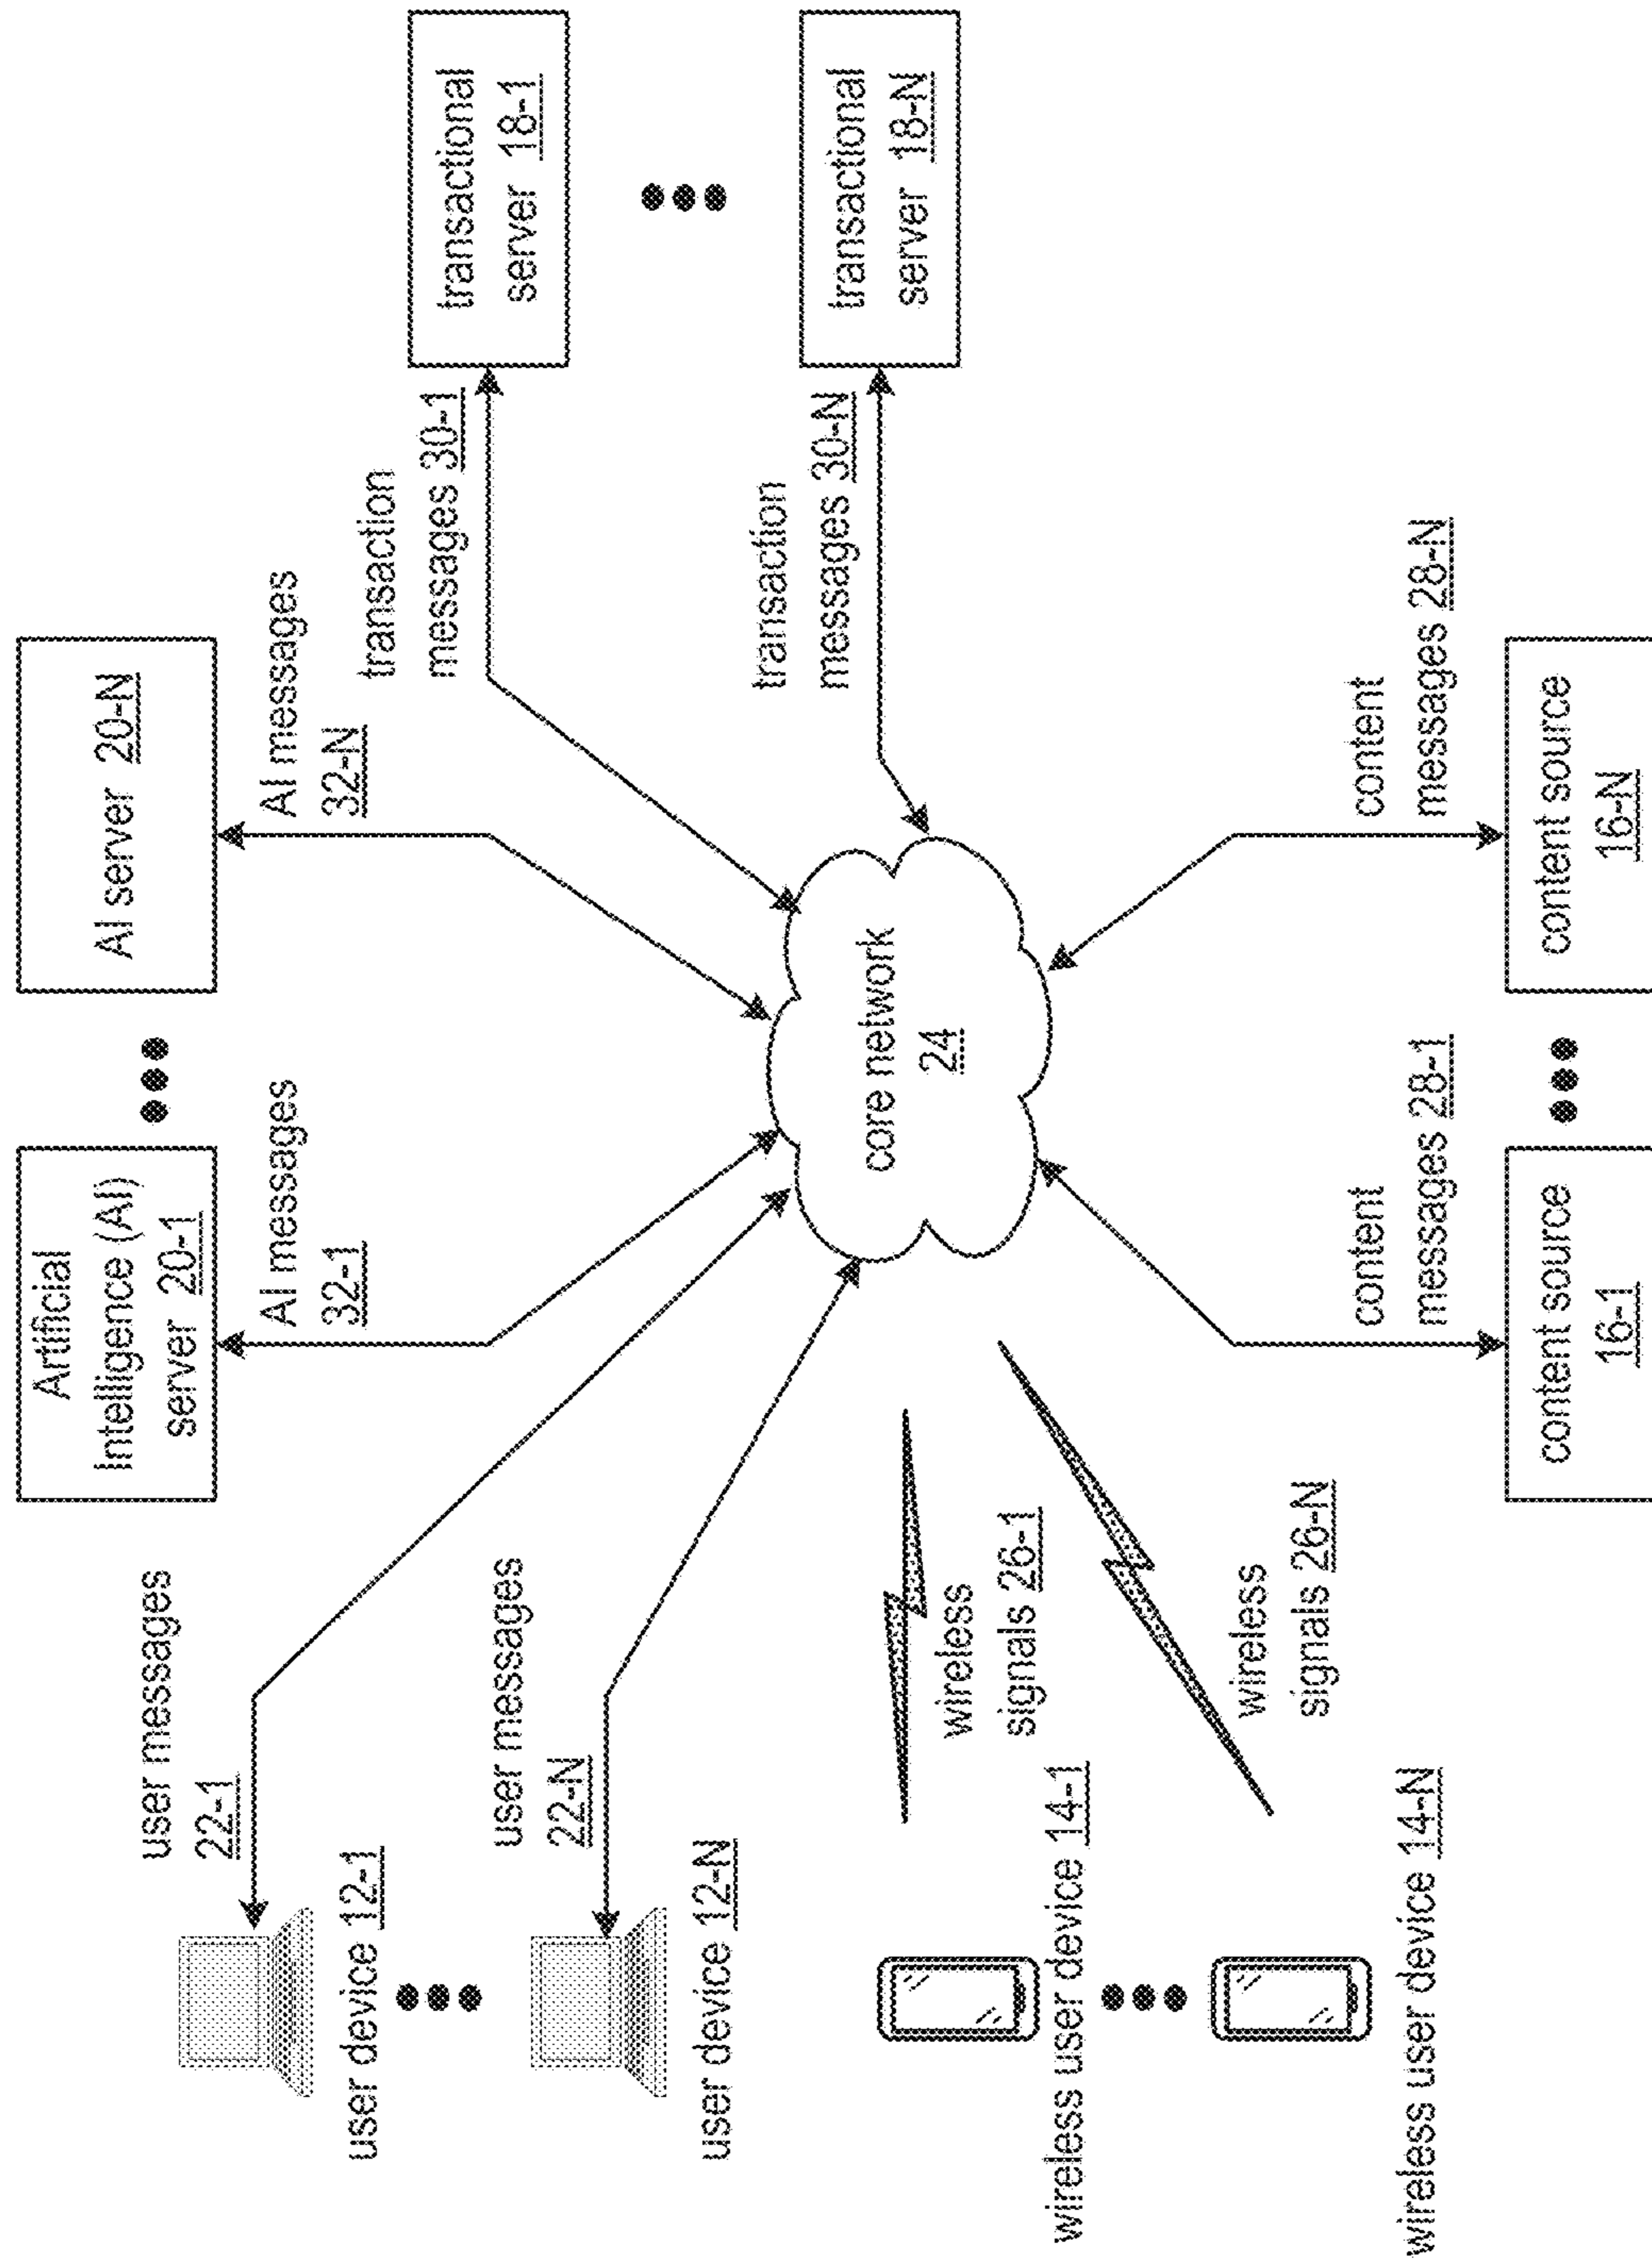 Artificial
Intelligence (AI)
server 20-1
AI server 20-N
AI messages
32-1
AI messages
32-N
user messages
22-1
user device 12-1
user messages
22-N
user device 12-N
transaction
messages 30-1
transactional
server 18-1
transaction
messages 30-N
transactional
server 18-N
core network
24
wireless
signals 26-1
wireless user device 14-1
wireless
signals 26-N
wireless user device 14-N
content
messages 28-1
content
messages 28-N
content source
16-1
content source
16-N